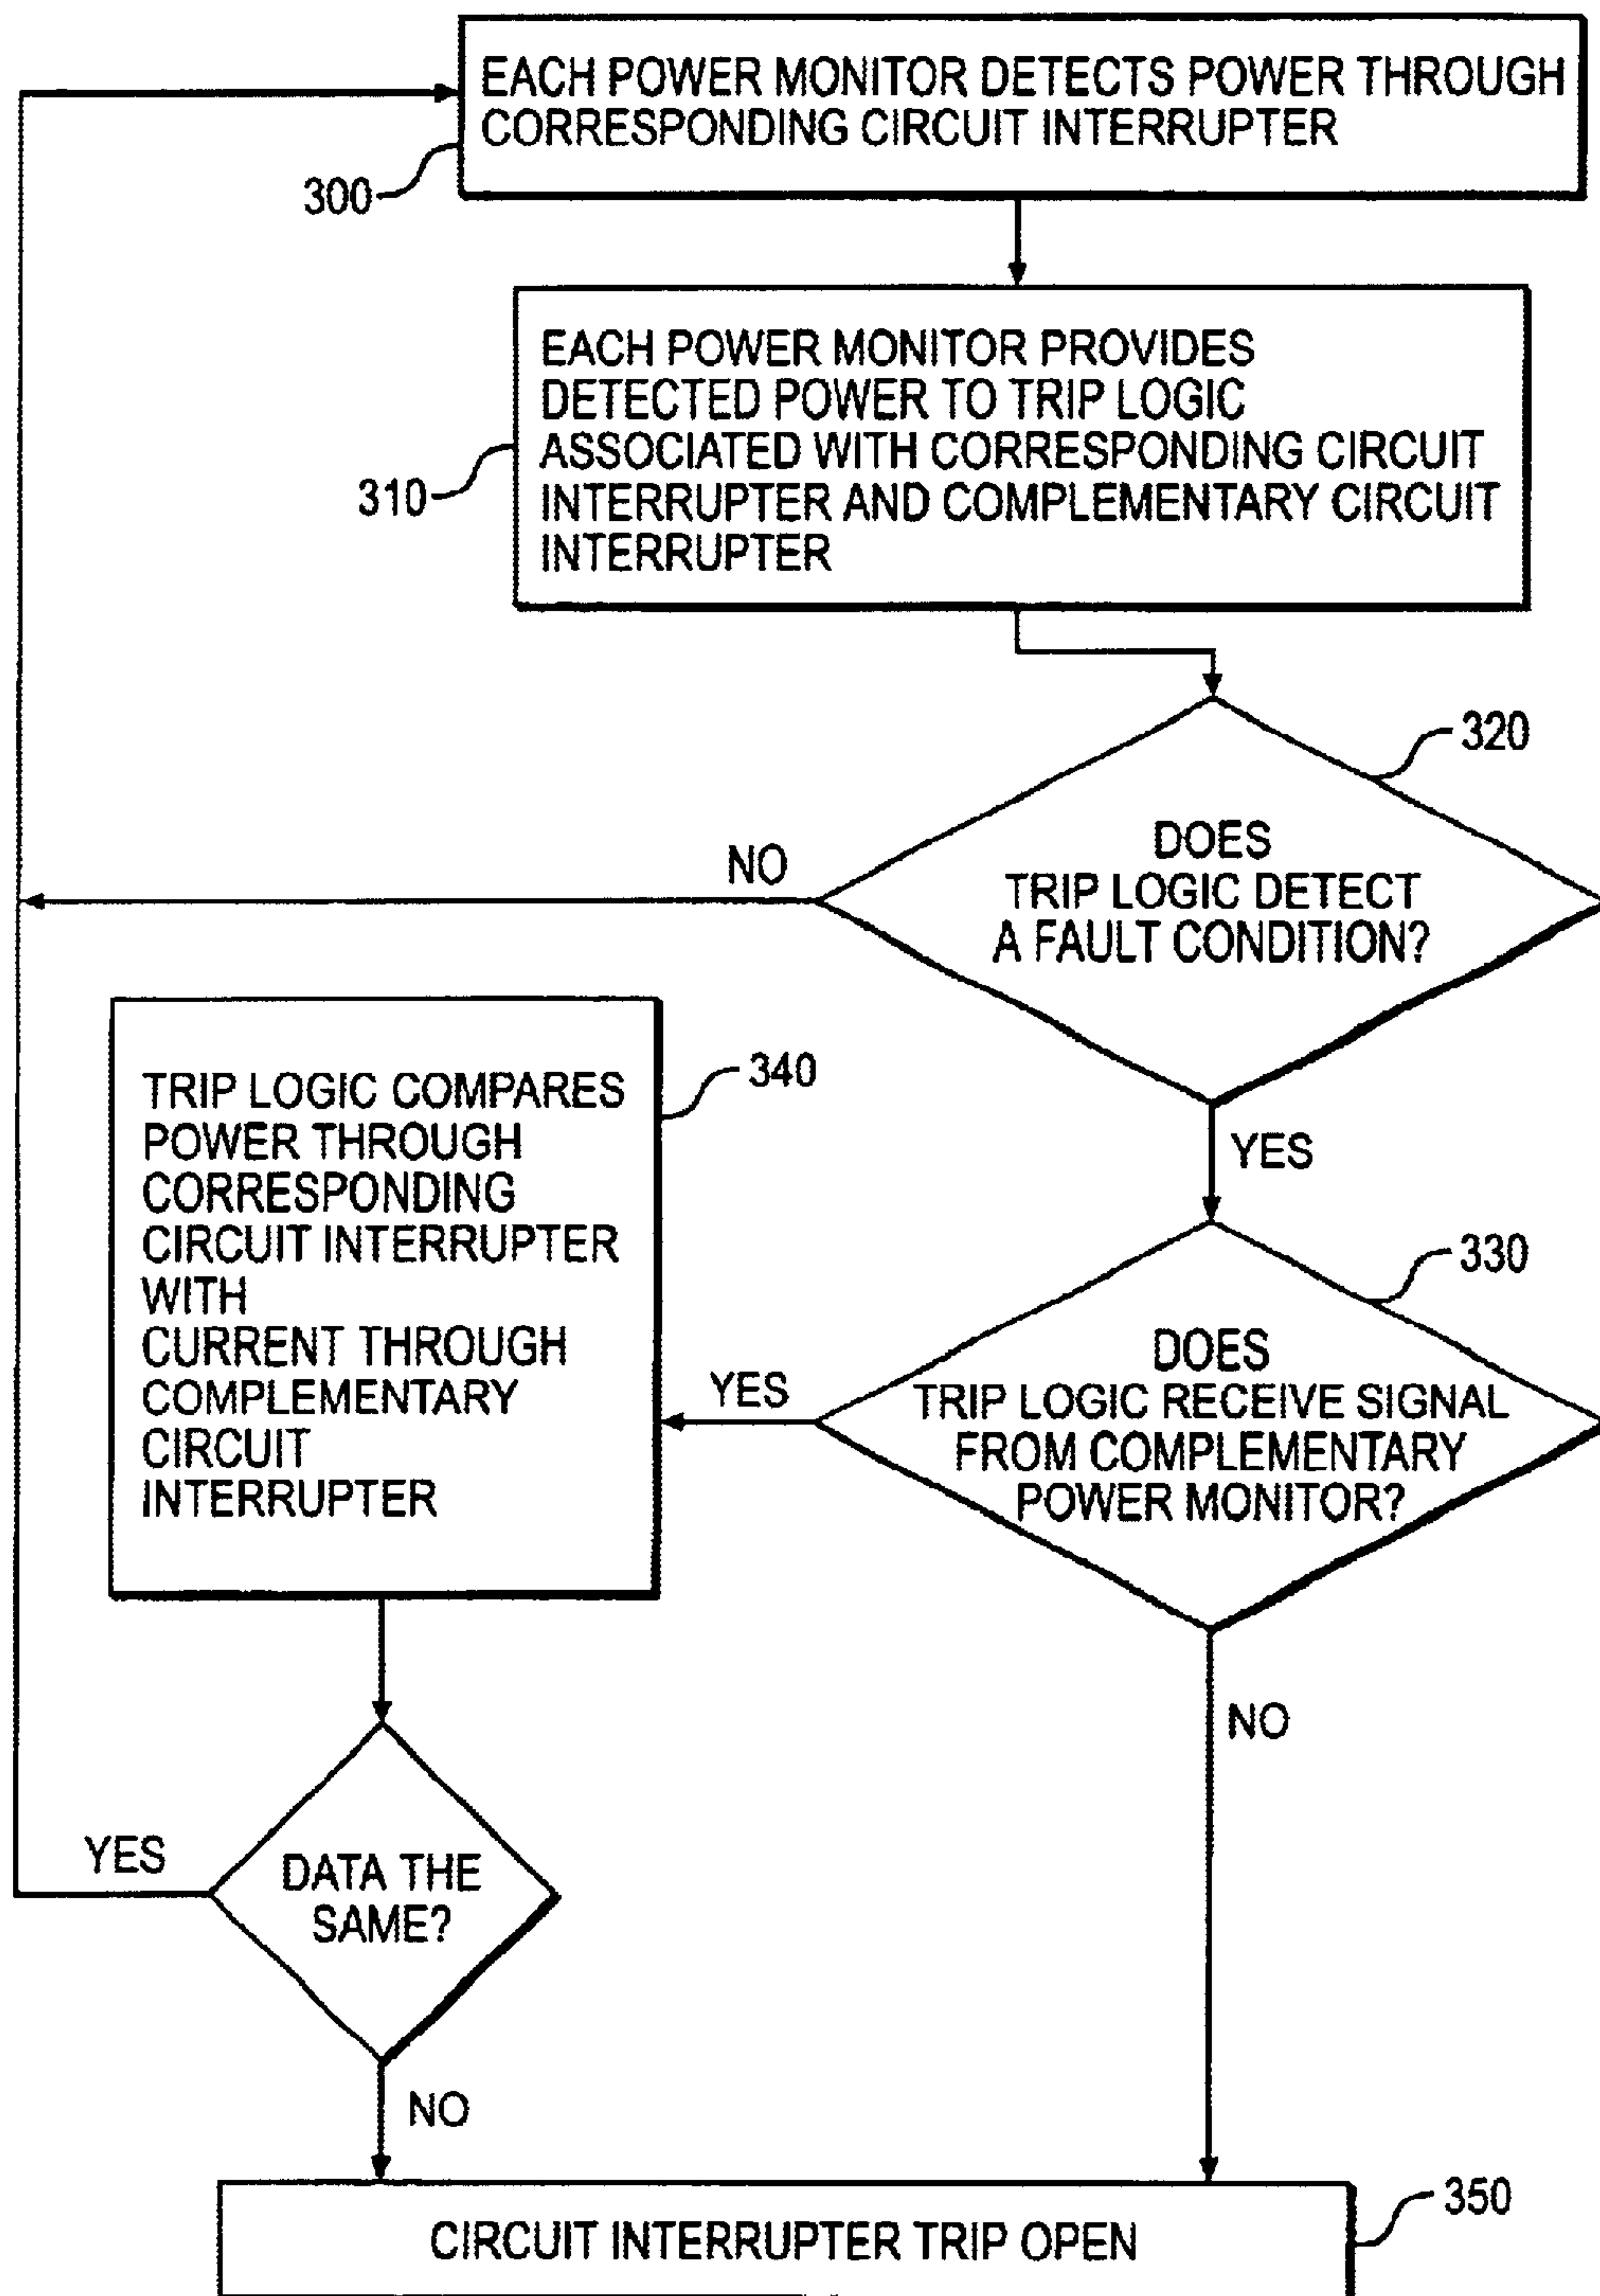 EACH POWER MONITOR DETECTS POWER THROUGH
CORRESPONDING CIRCUIT INTERRUPTER
300
EACH POWER MONITOR PROVIDES
DETECTED POWER TO TRIP LOGIC
ASSOCIATED WITH CORRESPONDING CIRCUIT
INTERRUPTER AND COMPLEMENTARY CIRCUIT
INTERRUPTER
310
320
DOES
TRIP LOGIC DETECT
A FAULT CONDITION?
NO
YES
340
TRIP LOGIC COMPARES
POWER THROUGH
CORRESPONDING
CIRCUIT INTERRUPTER
WITH
CURRENT THROUGH
COMPLEMENTARY
CIRCUIT
INTERRUPTER
330
DOES
TRIP LOGIC RECEIVE SIGNAL
FROM COMPLEMENTARY
POWER MONITOR?
YES
NO
DATA THE
SAME?
YES
NO
CIRCUIT INTERRUPTER TRIP OPEN
350